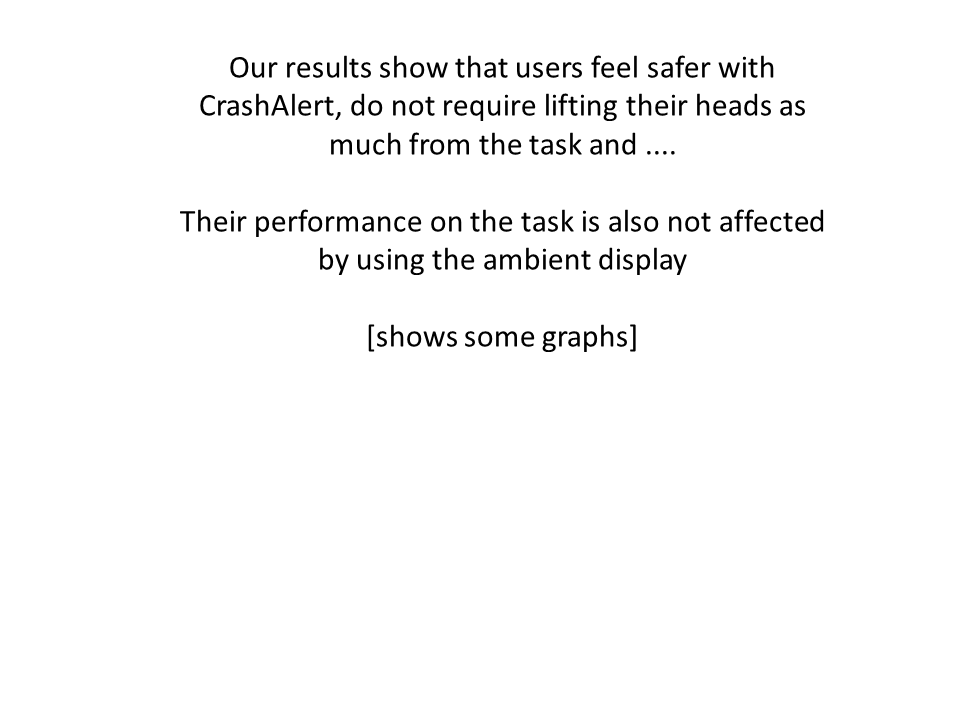 Our results show that users feel safer with
CrashAlert, do not require lifting their heads as
much from the task and ....
Their performance on the task is also not affected
by using the ambient display
[shows some graphs]